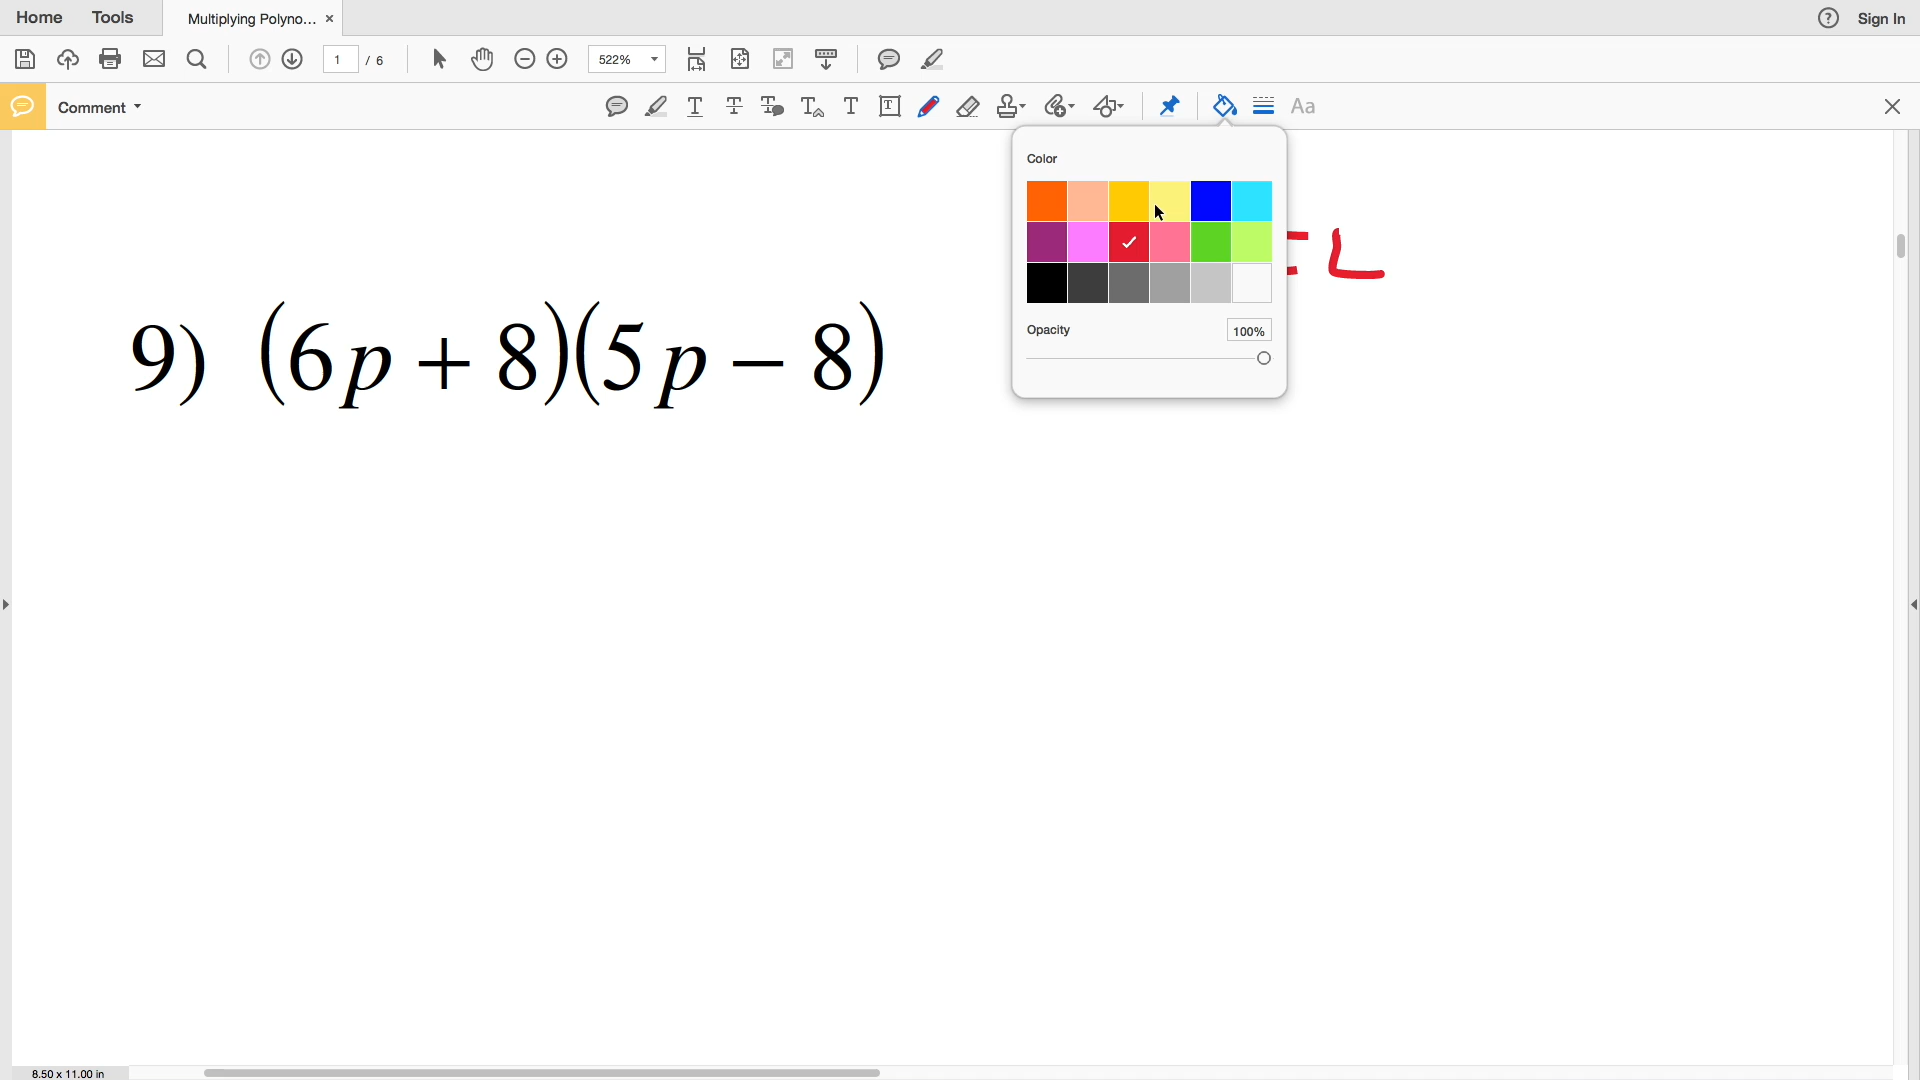 Home Tools Multiplying Polyno... × ? Sign In
1 / 6 522%
Comment T T T T T T Aa
Color
9) (6p + 8)(5p − 8)
L
Opacity 100%
8.50 x 11.00 in